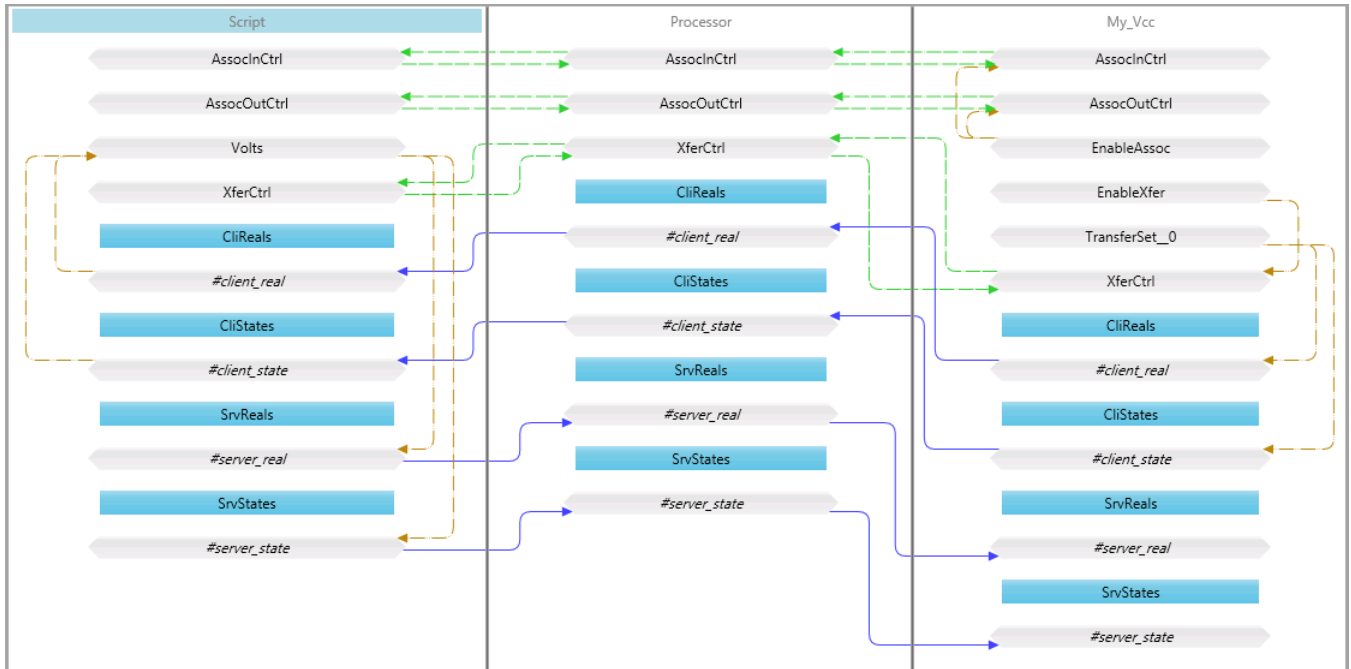 Script
AssocInCtrl
AssocOutCtrl
Volts
XferCtrl
CliReals
#client_real
CliStates
#client_state
SrvReals
#server_real
SrvStates
#server_state
Processor
AssocInCtrl
AssocOutCtrl
XferCtrl
CliReals
#client_real
CliStates
#client_state
SrvReals
#server_real
SrvStates
#server_state
My_Vcc
AssocInCtrl
AssocOutCtrl
EnableAssoc
EnableXfer
TransferSet__0
XferCtrl
CliReals
#client_real
CliStates
#client_state
SrvReals
#server_real
SrvStates
#server_state